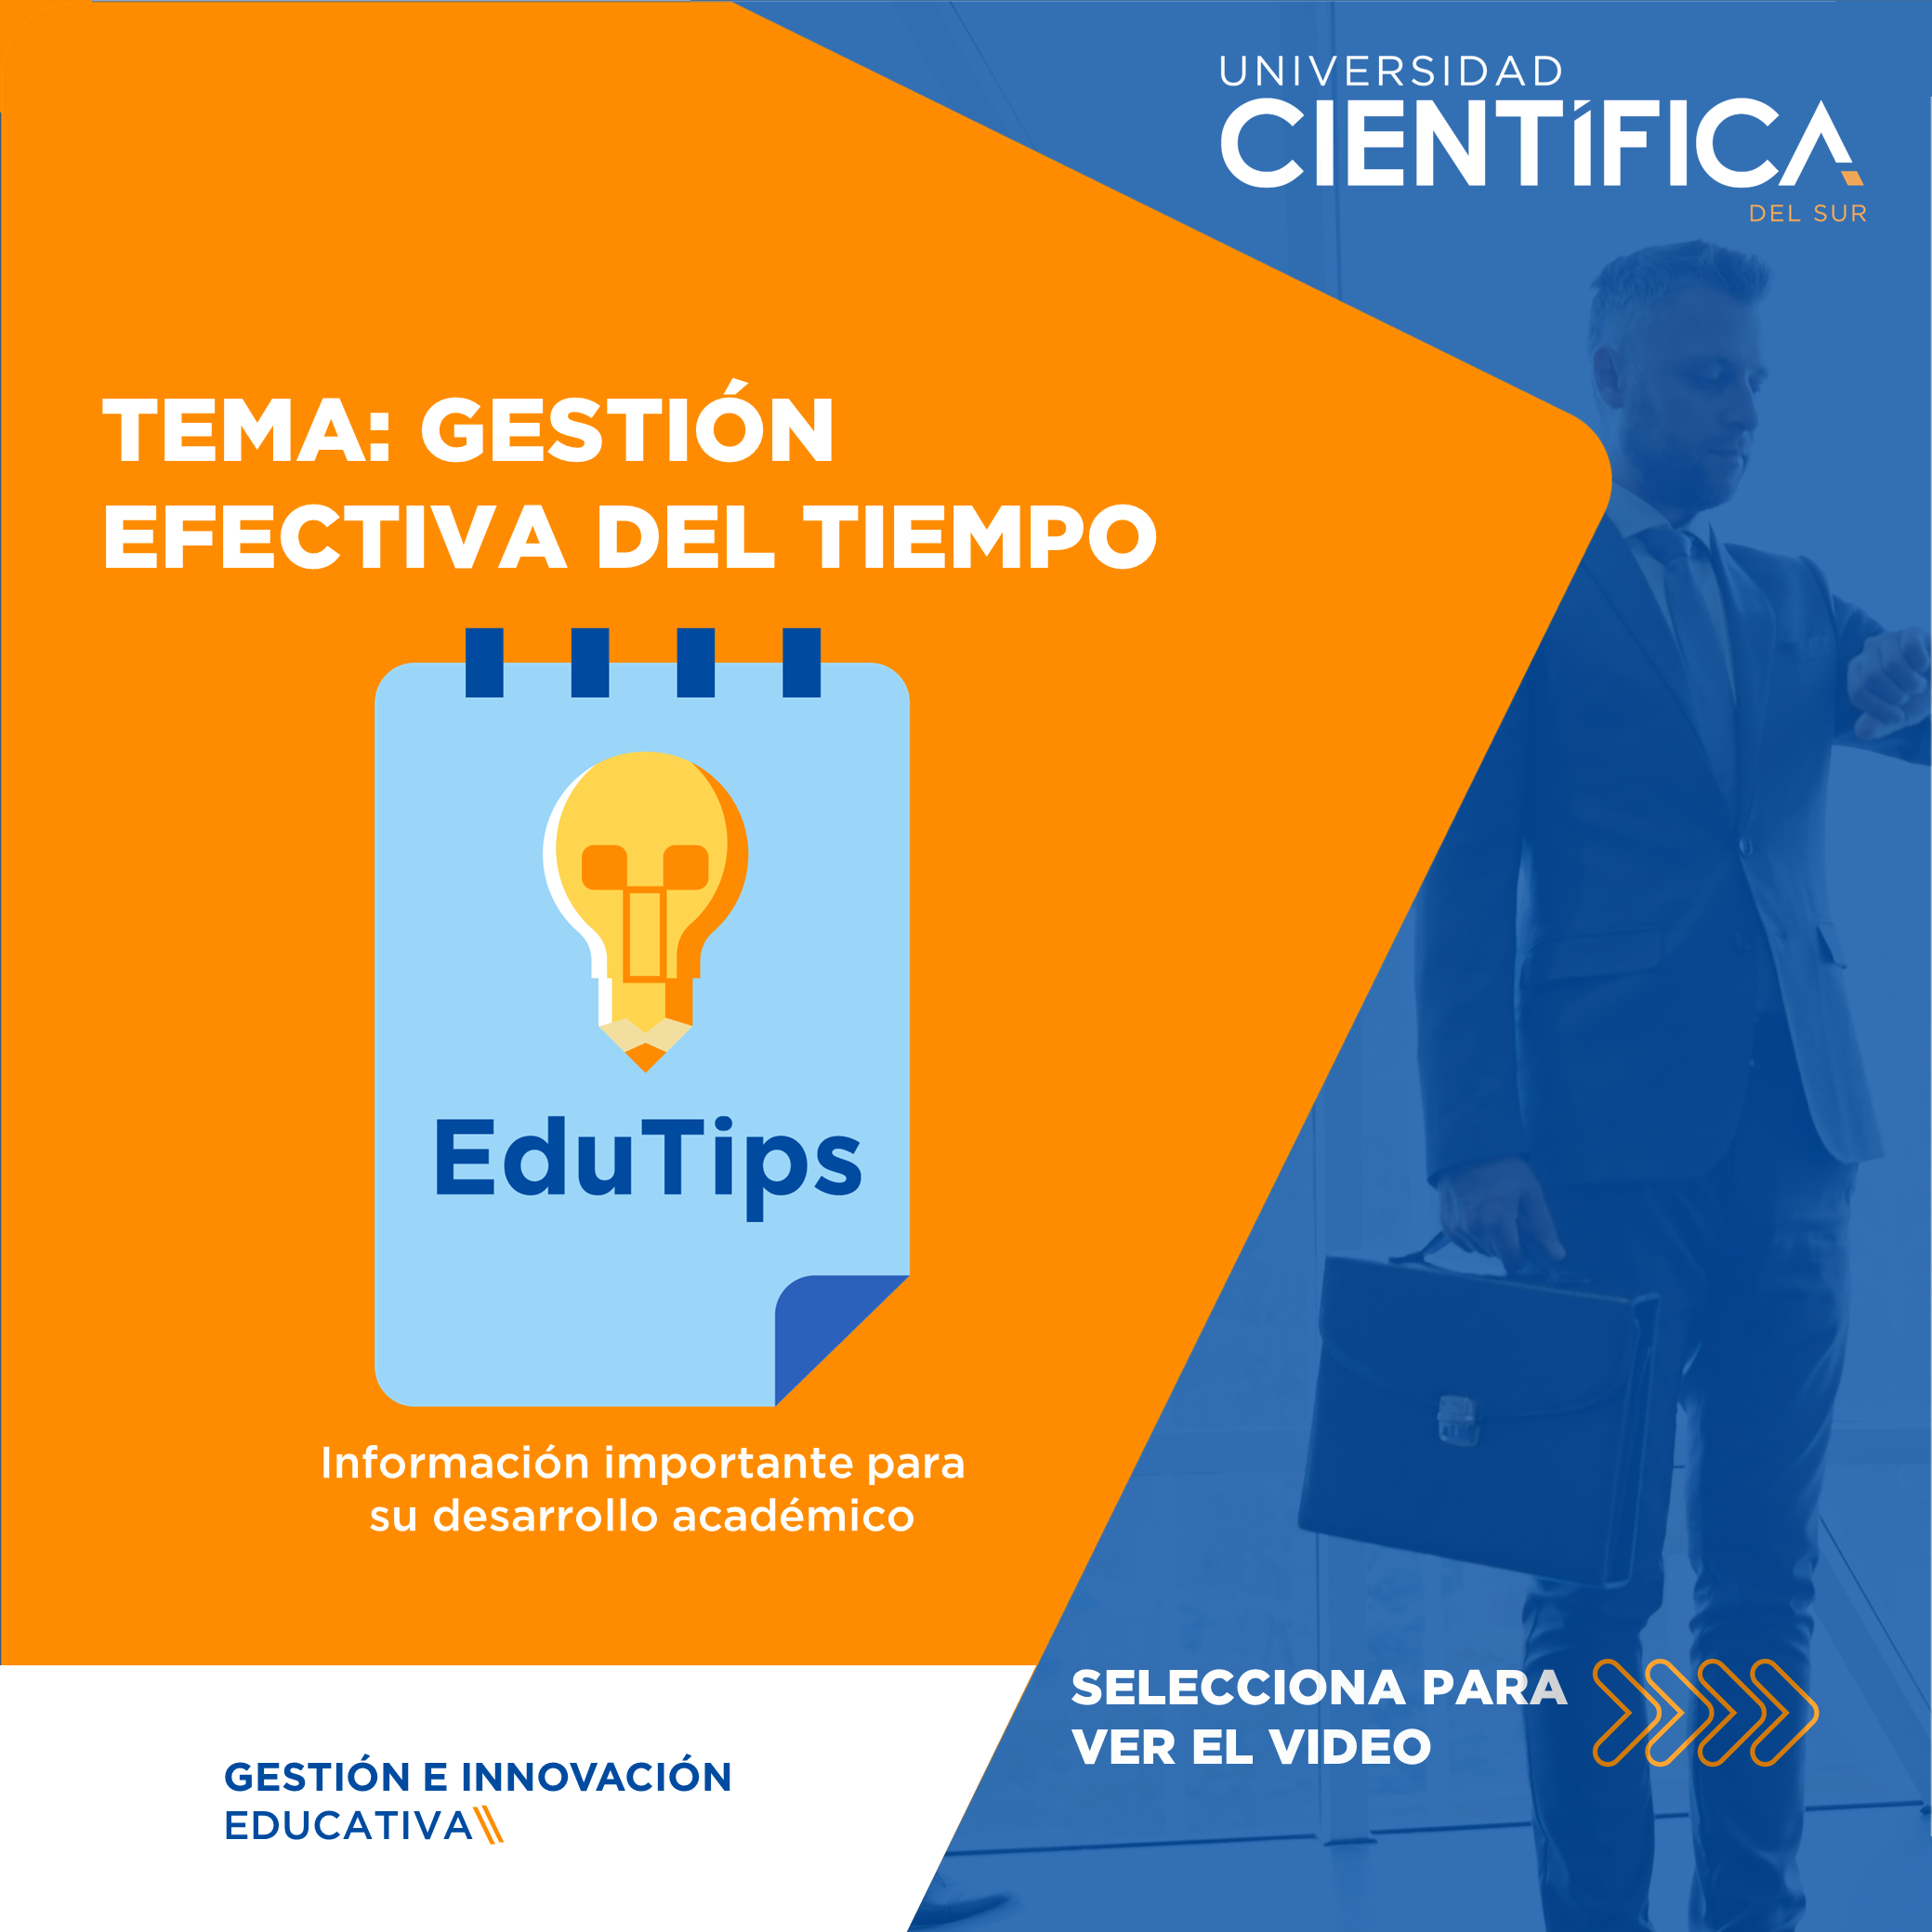 UNIVERSIDAD
CIENTÍFICA
DEL SUR
TEMA: GESTIÓN
EFECTIVA DEL TIEMPO
EduTips
Información importante para
su desarrollo académico
SELECCIONA PARA
VER EL VIDEO
GESTIÓN E INNOVACIÓN
EDUCATIVA